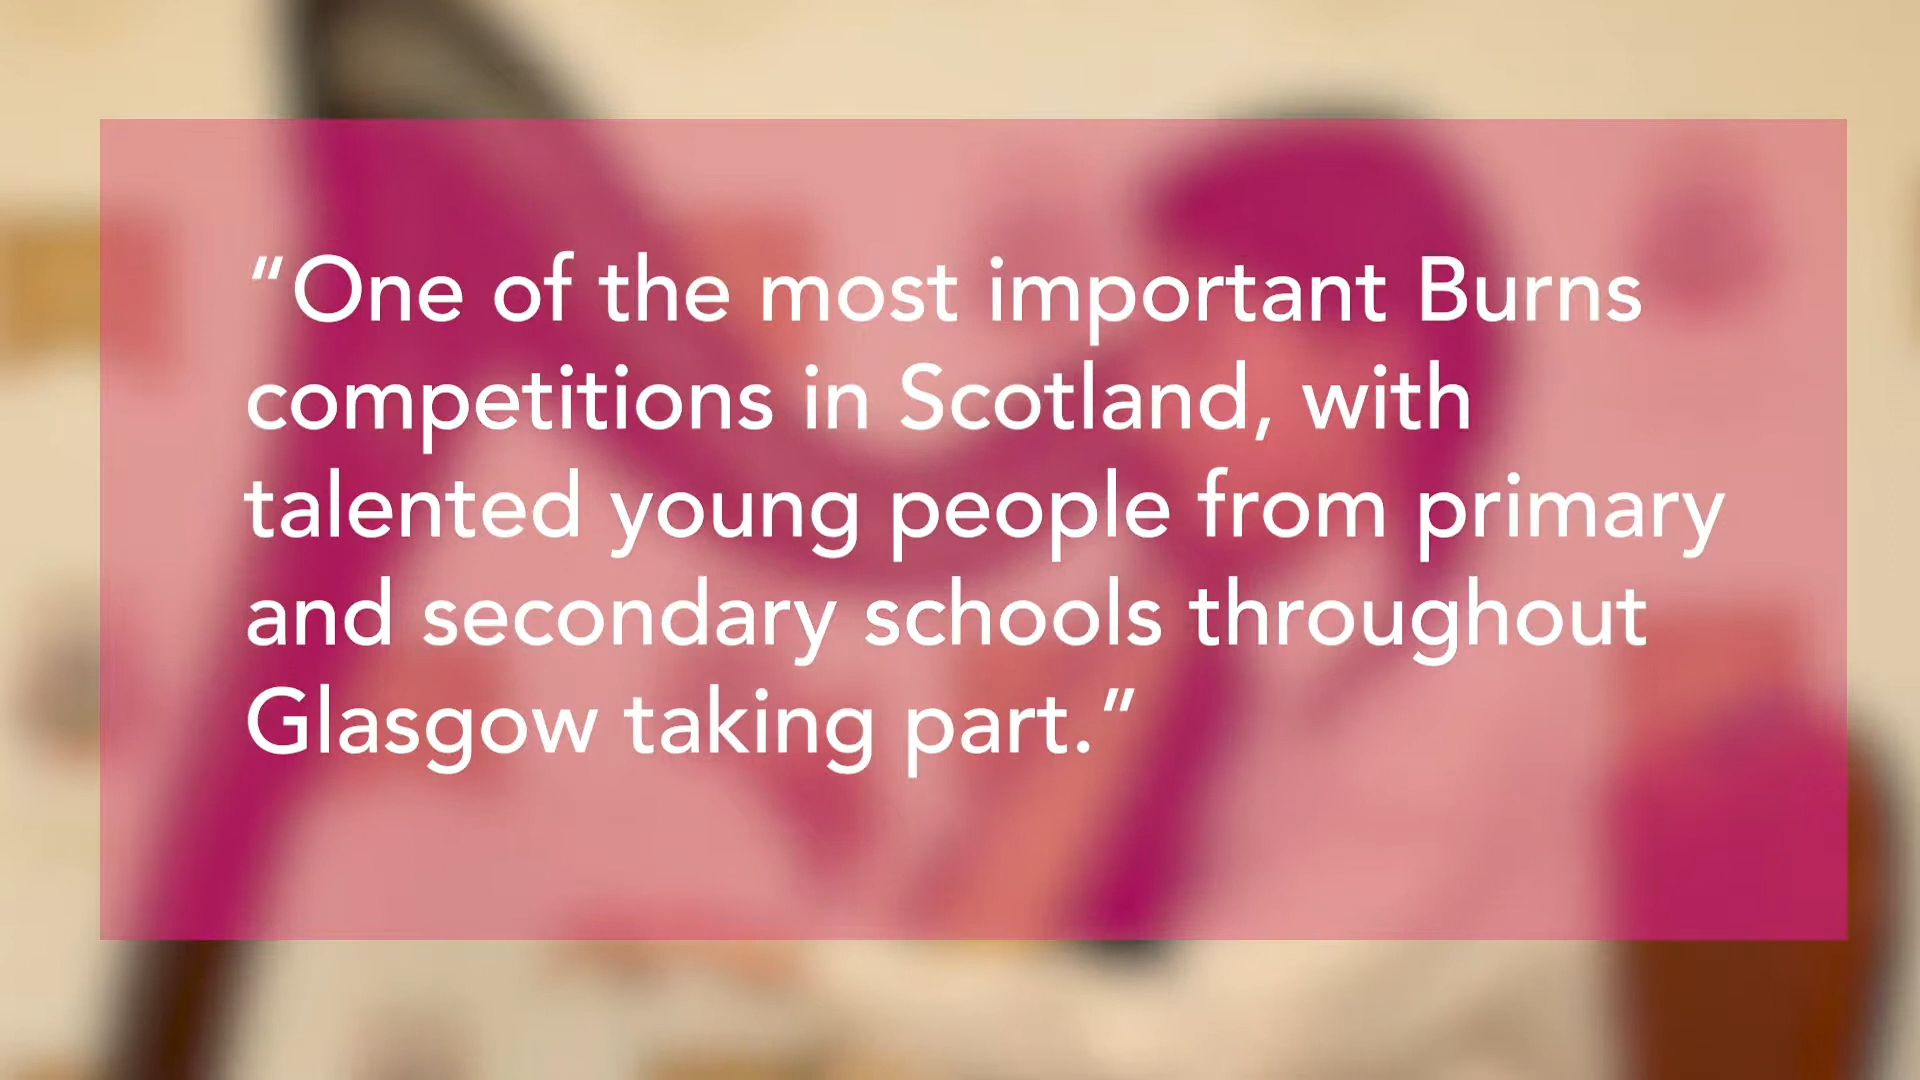 “One of the most important Burns
competitions in Scotland, with
talented young people from primary
and secondary schools throughout
Glasgow taking part.”